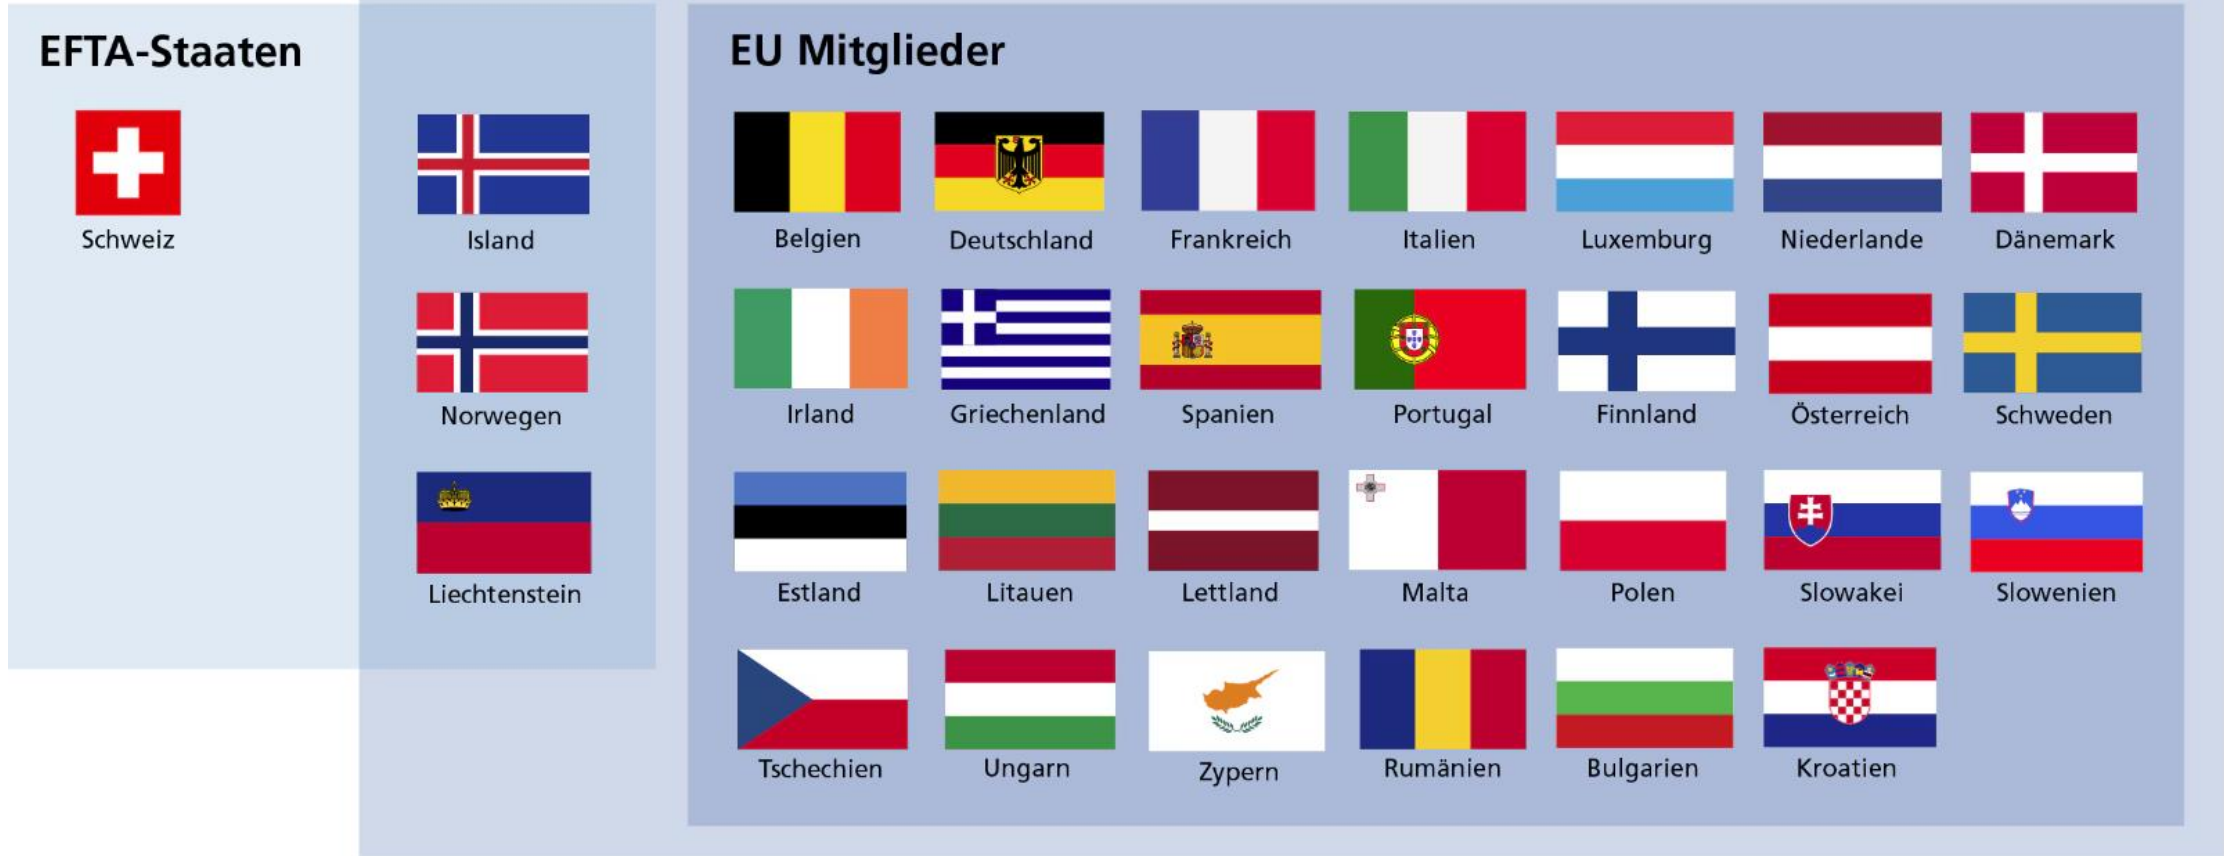 EFTA-Staaten
EU Mitglieder
Schweiz
Island
Belgien
Deutschland
Frankreich
Italien
Luxemburg
Niederlande
Dänemark
Norwegen
Irland
Griechenland
Spanien
Portugal
Finnland
Österreich
Schweden
Liechtenstein
Estland
Litauen
Lettland
Malta
Polen
Slowakei
Slowenien
Tschechien
Ungarn
Zypern
Rumänien
Bulgarien
Kroatien